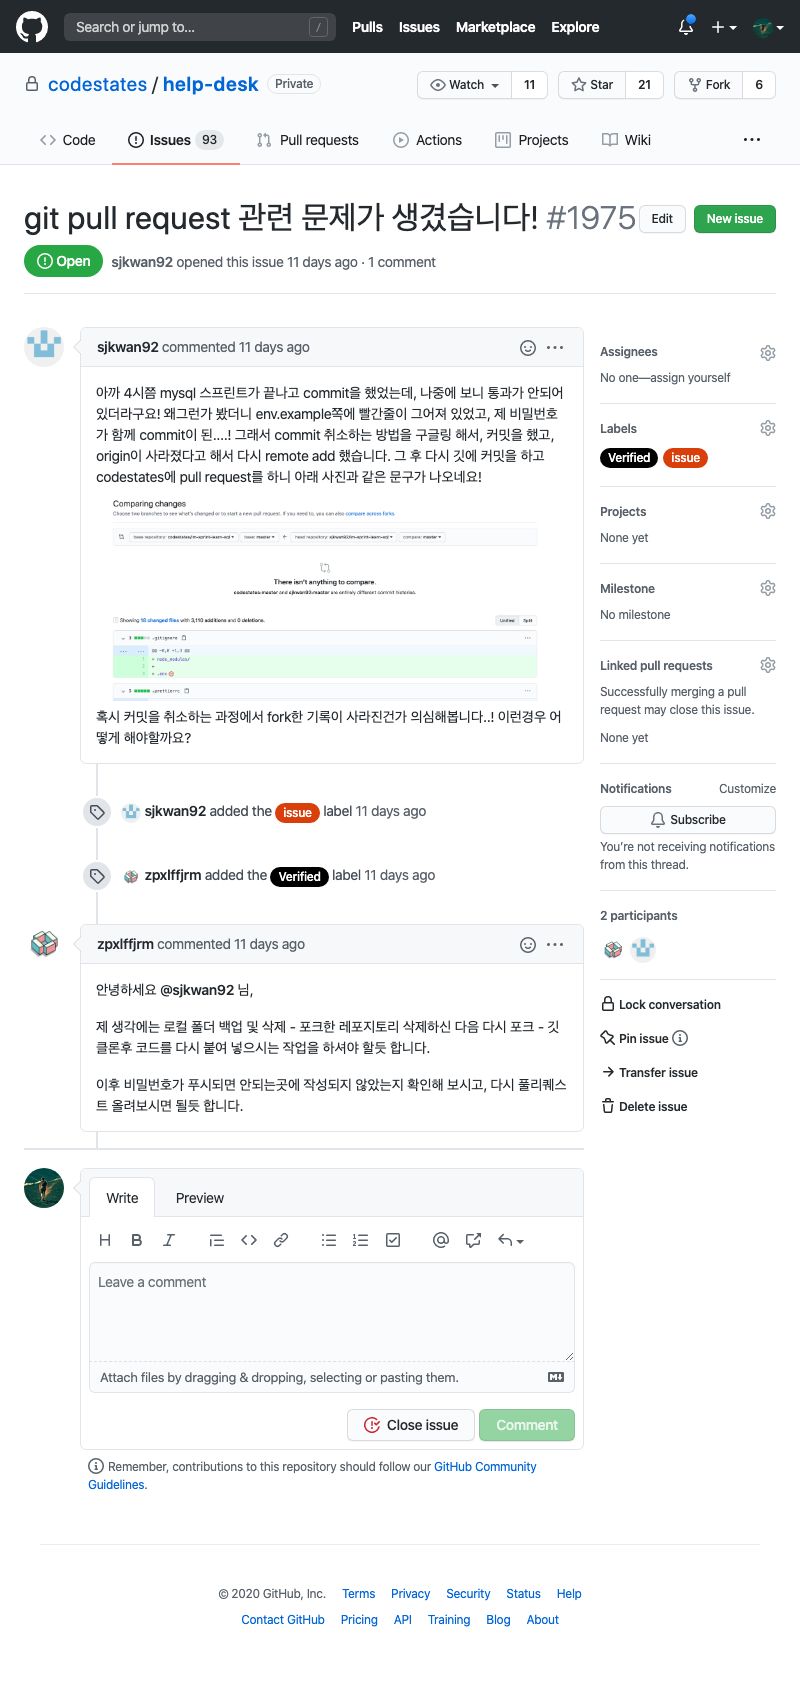 Search or jump to... /
Pulls Issues Marketplace Explore
codestates / help-desk Private
Watch 11 Star 21 Fork 6
Code Issues 93 Pull requests Actions Projects Wiki ...
git pull request 관련 문제가 생겼습니다! #1975
Edit New issue
Open sjkwan92 opened this issue 11 days ago · 1 comment
sjkwan92 commented 11 days ago
아까 4시쯤 mysql 스프린트가 끝나고 commit을 했었는데, 나중에 보니 통과가 안되어
있더라구요! 왜그런가 봤더니 env.example쪽에 빨간줄이 그어져 있었고, 제 비밀번호
가 함께 commit이 된....! 그래서 commit 취소하는 방법을 구글링 해서, 커밋을 했고,
origin이 사라졌다고 해서 다시 remote add 했습니다. 그 후 다시 깃에 커밋을 하고
codestates에 pull request를 하니 아래 사진과 같은 문구가 나오네요!
Comparing changes
Choose two branches to see what's changed or to start a new pull request. If you need to, you can also compare across forks.
base repository: codestates/im-sprint-learn-sql base: master head repository: sjkwan92/im-sprint-learn-sql compare: master
There isn't anything to compare.
codestates:master and sjkwan92:master are entirely different commit histories.
Showing 18 changed files with 3,110 additions and 0 deletions.
Unified Split
3 .gitignore
@@ -0,0 +1,3 @@
1 + node_modules/
2 +
3 + .env
3 .prettierrc
혹시 커밋을 취소하는 과정에서 fork한 기록이 사라진건가 의심해봅니다..! 이런경우 어
떻게 해야할까요?
sjkwan92 added the issue label 11 days ago
zpxlffjrm added the Verified label 11 days ago
zpxlffjrm commented 11 days ago
안녕하세요 @sjkwan92 님,
제 생각에는 로컬 폴더 백업 및 삭제 - 포크한 레포지토리 삭제하신 다음 다시 포크 - 깃
클론후 코드를 다시 붙여 넣으시는 작업을 하셔야 할듯 합니다.
이후 비밀번호가 푸시되면 안되는곳에 작성되지 않았는지 확인해 보시고, 다시 풀리퀘스
트 올려보시면 될듯 합니다.
Write Preview
H B I @
Leave a comment
Attach files by dragging & dropping, selecting or pasting them.
Close issue Comment
Remember, contributions to this repository should follow our GitHub Community
Guidelines.
Assignees
No one—assign yourself
Labels
Verified issue
Projects
None yet
Milestone
No milestone
Linked pull requests
Successfully merging a pull
request may close this issue.
None yet
Notifications Customize
Subscribe
You're not receiving notifications
from this thread.
2 participants
Lock conversation
Pin issue
Transfer issue
Delete issue
© 2020 GitHub, Inc. Terms Privacy Security Status Help
Contact GitHub Pricing API Training Blog About